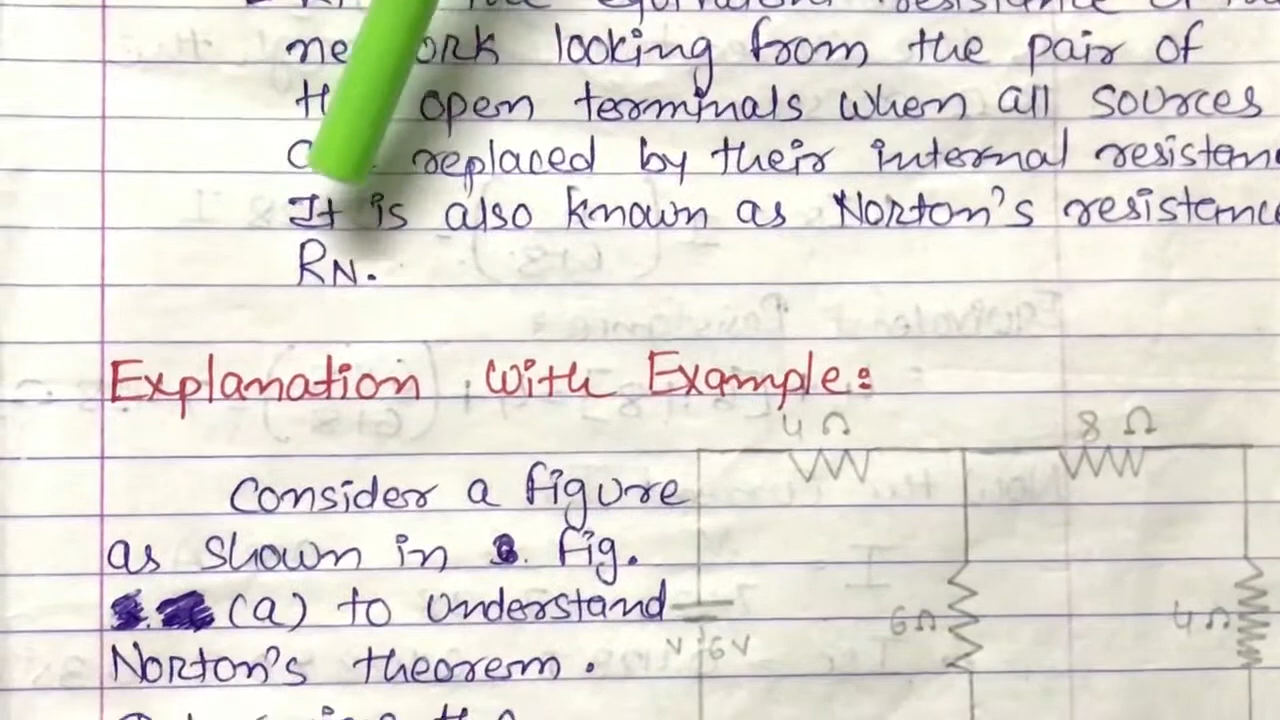 resistance
looking from the pair of
open terminals when all sources
replaced by their internal
It is also known as Norton's
RN.
Explanation with Example:
4 Ω 8 Ω
Consider a figure
as shown in fig.
(a) to understand
6Ω 4Ω
V 6V
Norton's theorem.